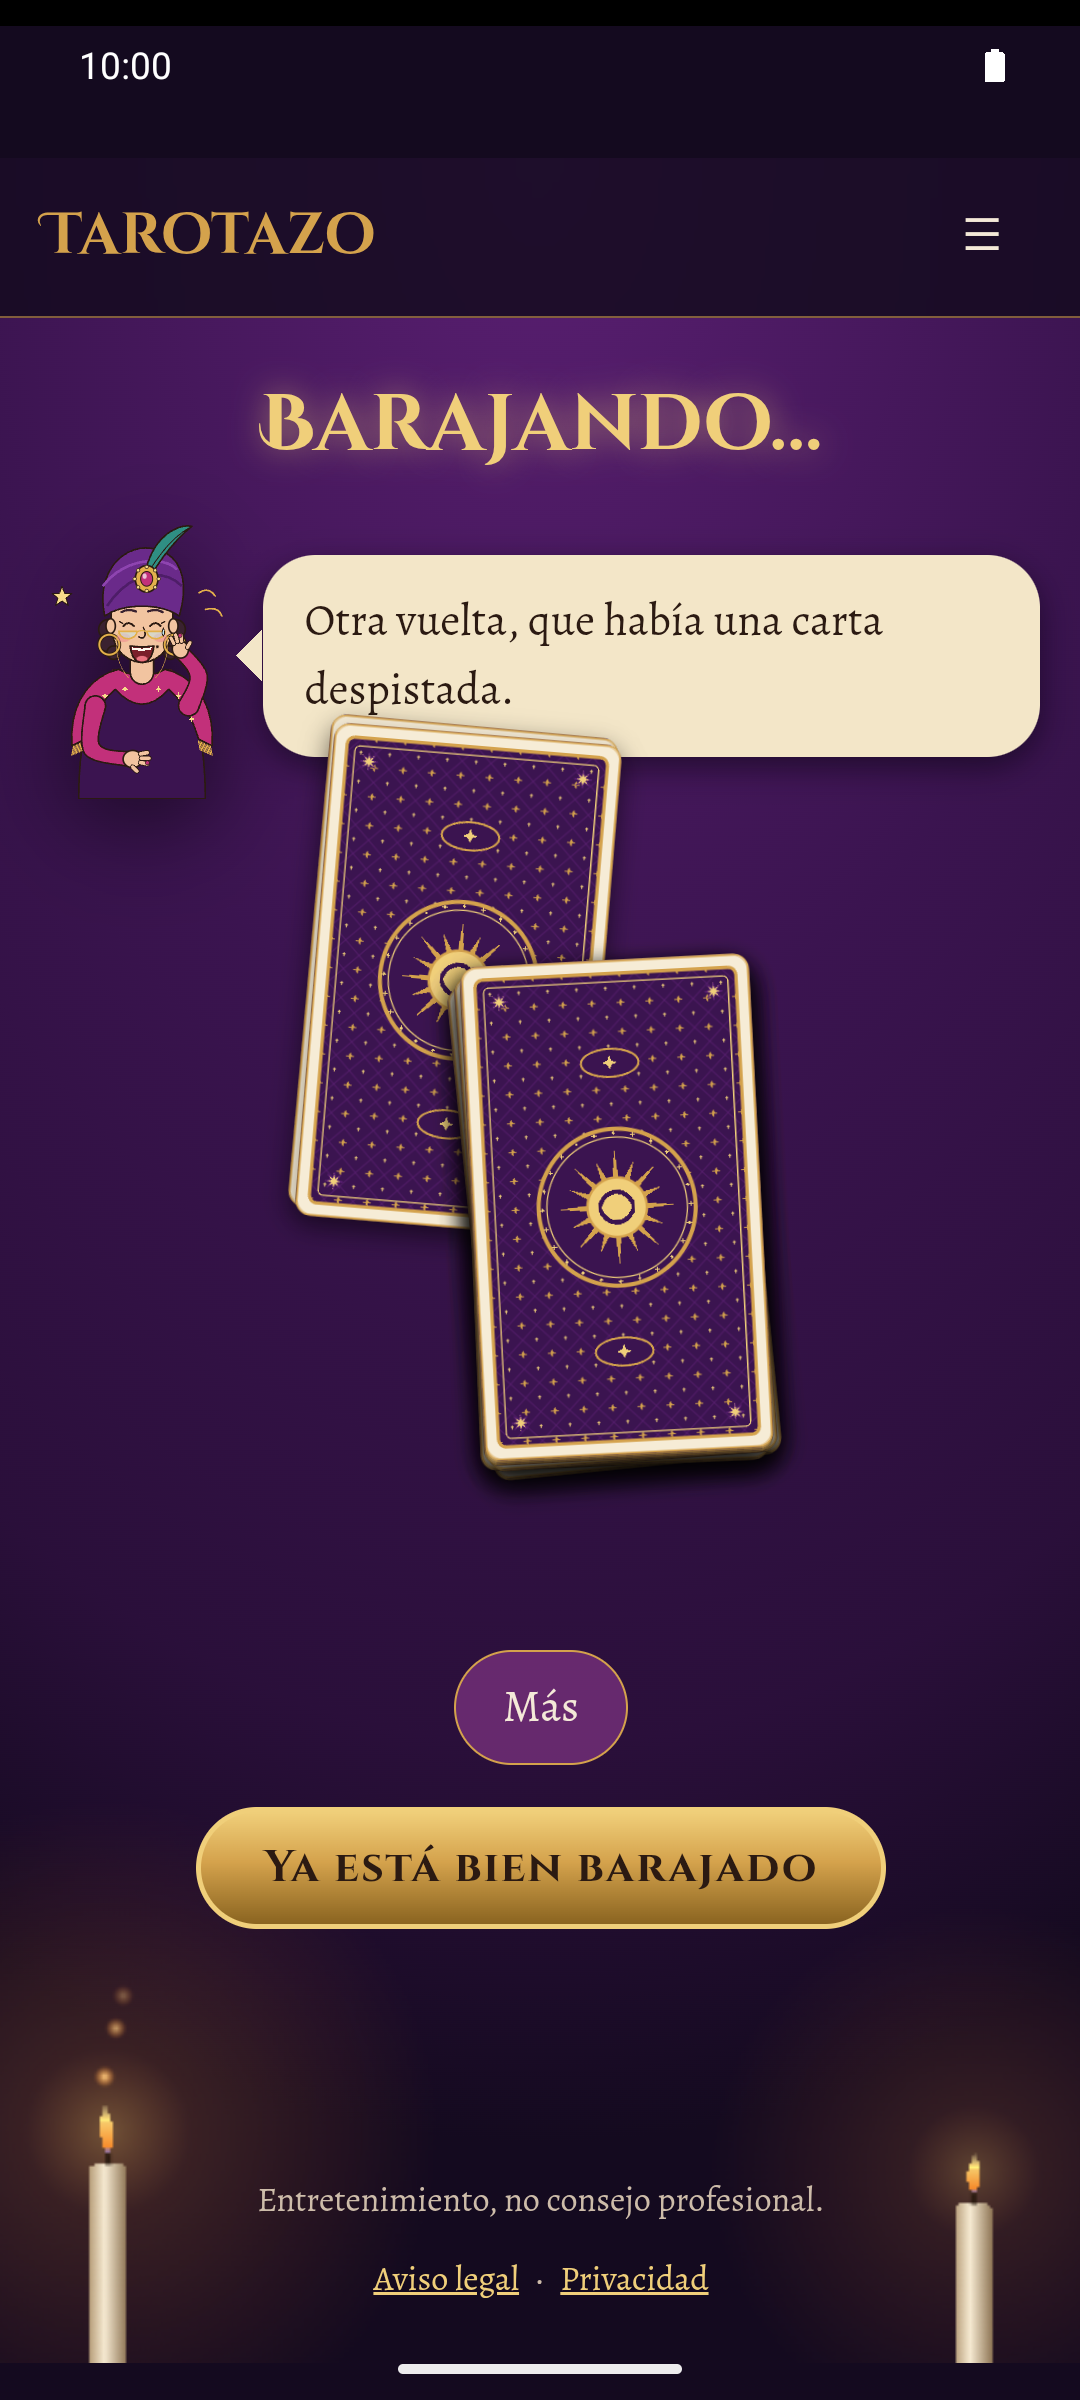 10:00
Tarotazo
☰
Barajando...
Otra vuelta, que había una carta
despistada.
Más
Ya está bien barajado
Entretenimiento, no consejo profesional.
Aviso legal · Privacidad